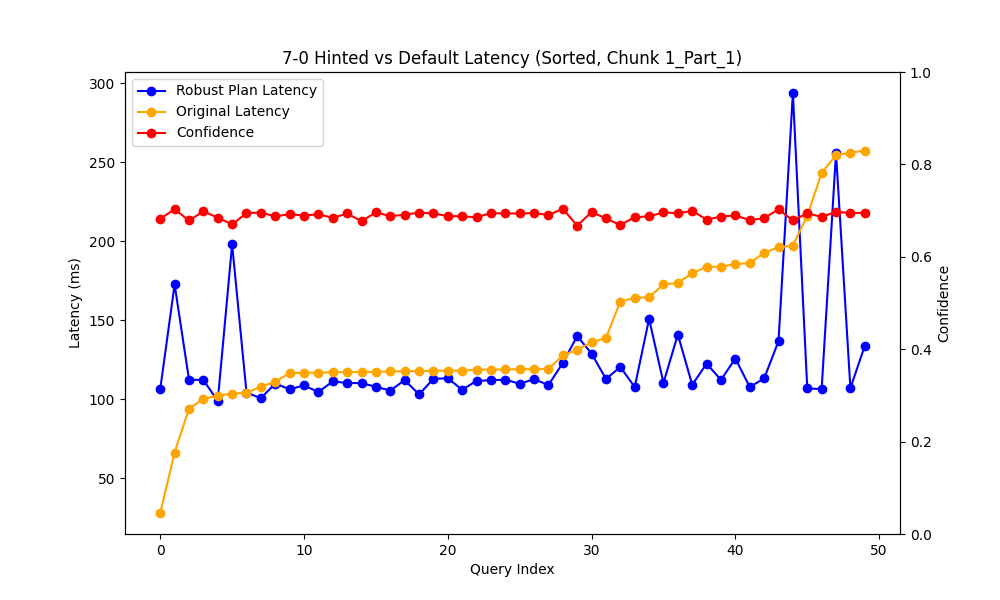 7-0 Hinted vs Default Latency (Sorted, Chunk 1_Part_1)
Robust Plan Latency
Original Latency
Confidence
300
250
200
150
100
50
Latency (ms)
1.0
0.8
0.6
0.4
0.2
0.0
Confidence
0
10
20
30
40
50
Query Index